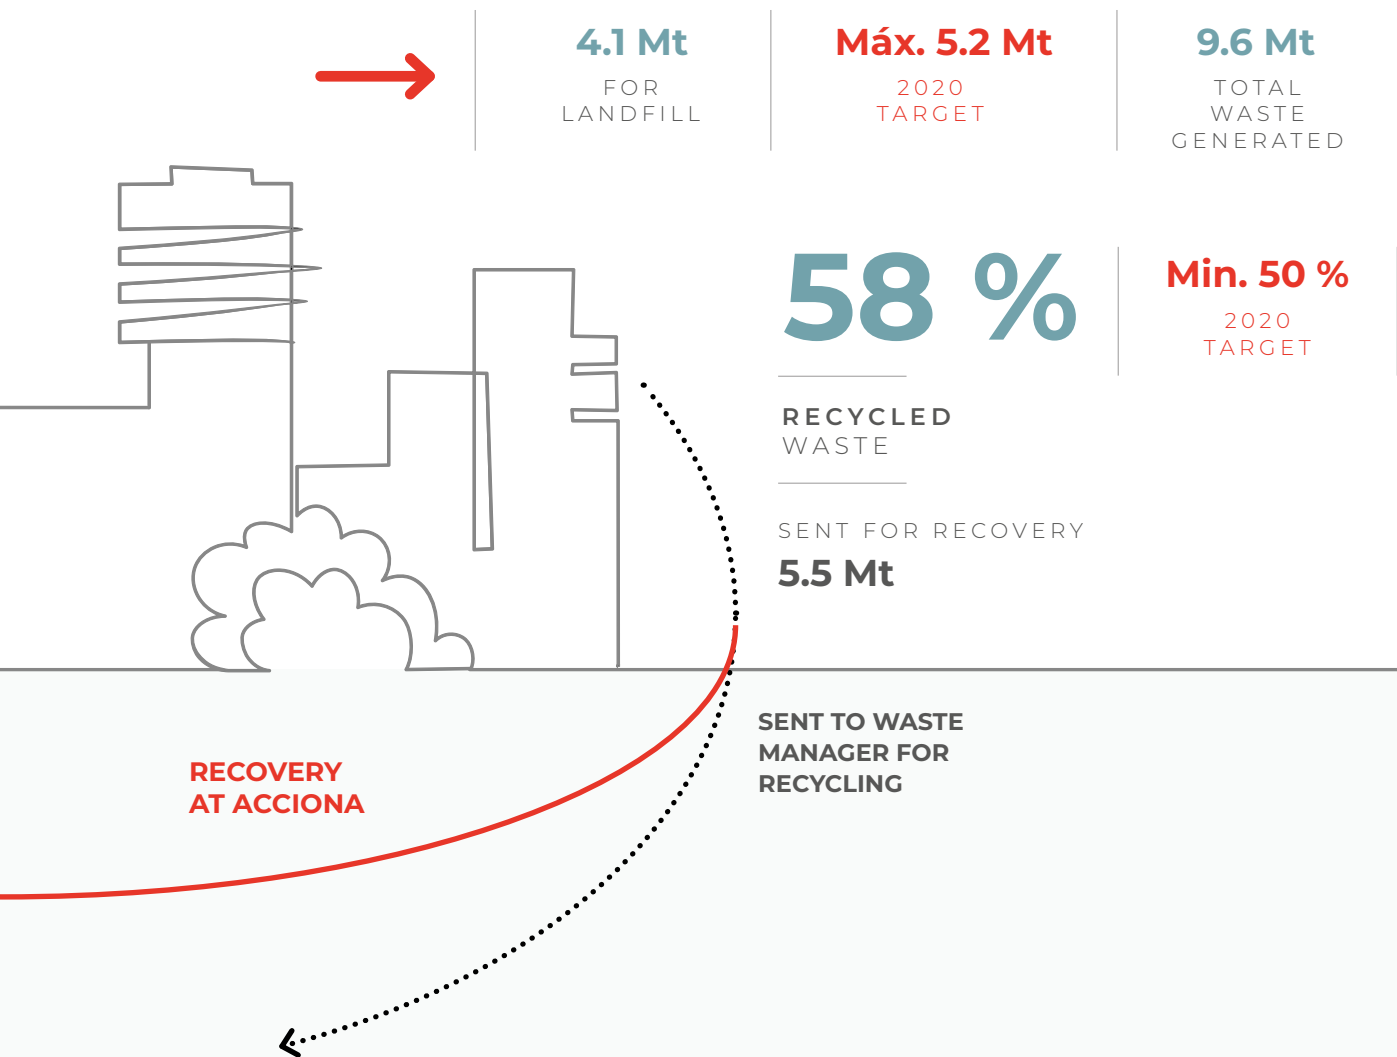 4.1 Mt
FOR
LANDFILL
Máx. 5.2 Mt
2020
TARGET
9.6 Mt
TOTAL
WASTE
GENERATED
58 %
Min. 50 %
2020
TARGET
RECYCLED
WASTE
SENT FOR RECOVERY
5.5 Mt
SENT TO WASTE
MANAGER FOR
RECYCLING
RECOVERY
AT ACCIONA